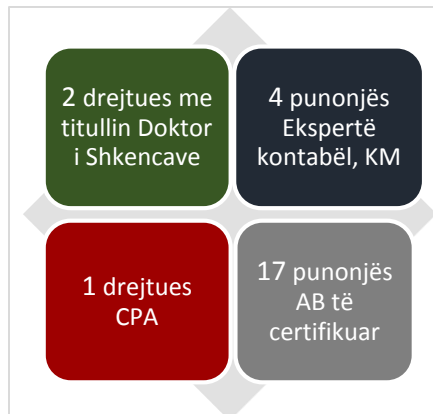 2 drejtues me
titullin Doktor
i Shkencave
4 punonjës
Ekspertë
kontabël, KM
1 drejtues
CPA
17 punonjës
AB të
certifikuar